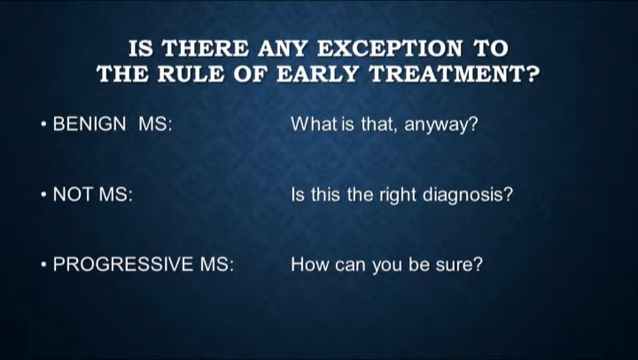 IS THERE ANY EXCEPTION TO
THE RULE OF EARLY TREATMENT?
• BENIGN MS: What is that, anyway?
• NOT MS: Is this the right diagnosis?
• PROGRESSIVE MS: How can you be sure?